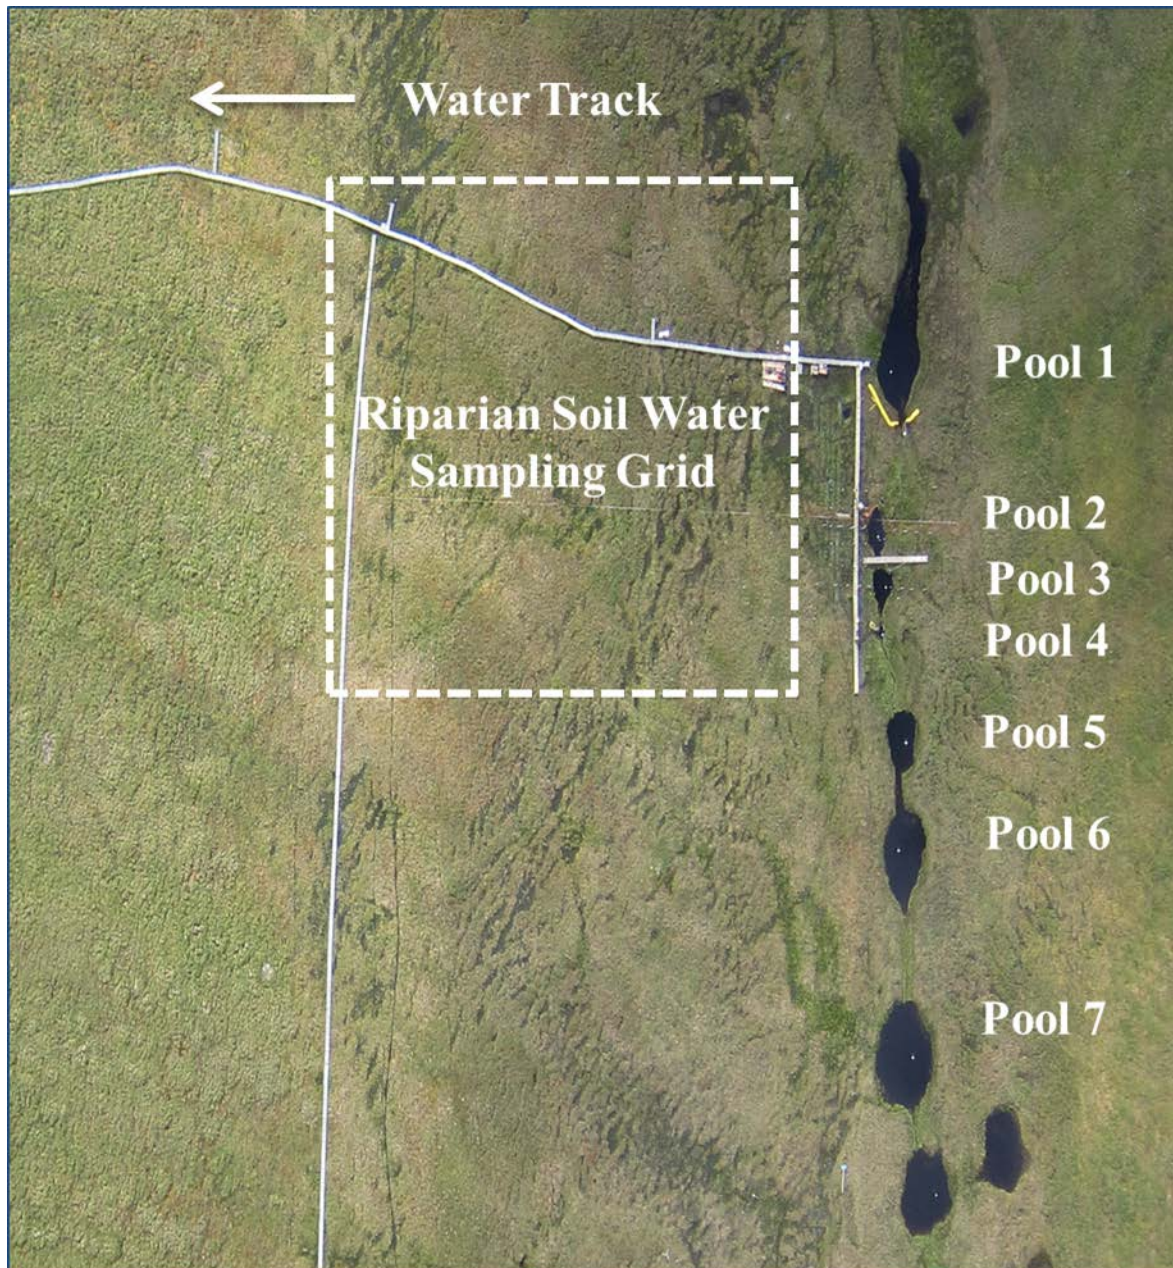 Water Track
Pool 1
Riparian Soil Water
Sampling Grid
Pool 2
Pool 3
Pool 4
Pool 5
Pool 6
Pool 7